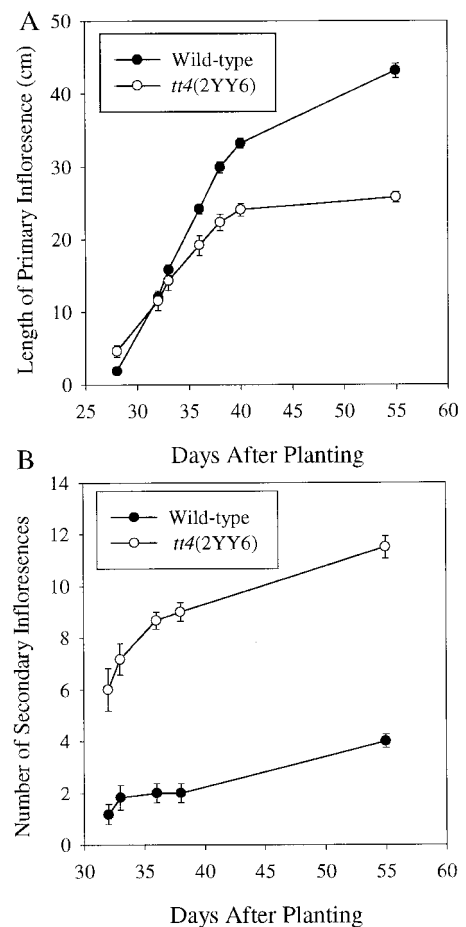 A
Length of Primary Infloresence (cm)
50
40
30
20
10
0
Wild-type
tt4(2YY6)
25 30 35 40 45 50 55 60
Days After Planting
B
Number of Secondary Infloresences
14
12
10
8
6
4
2
0
Wild-type
tt4(2YY6)
30 35 40 45 50 55 60
Days After Planting